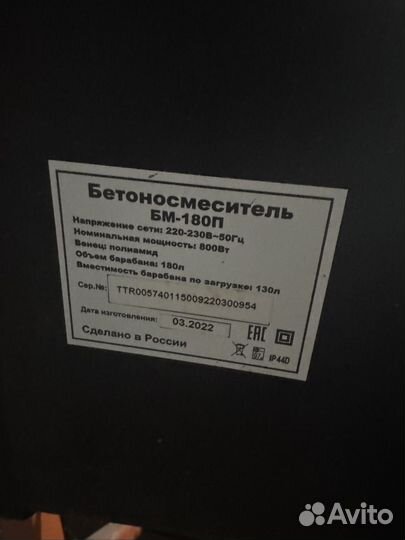 Бетоносмеситель
БМ-180П
Напряжение сети: 220-230В~50Гц
Номинальная мощность: 800Вт
Венец: полиамид
Объем барабана: 180л
Вместимость барабана по загрузке: 130л
Сер.№: TTR005740115009220300954
Дата изготовления: 03.2022
Сделано в России
EAC
IP44D
Avito